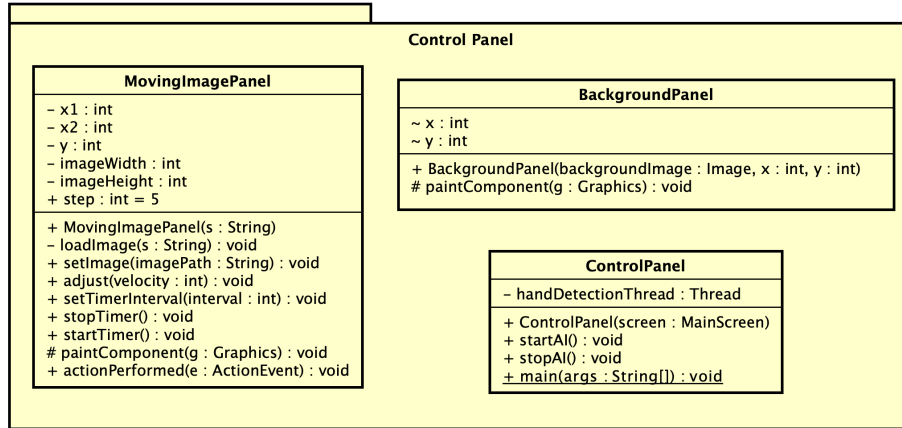 Control Panel
MovingImagePanel
– x1 : int
– x2 : int
– y : int
– imageWidth : int
– imageHeight : int
+ step : int = 5
+ MovingImagePanel(s : String)
– loadImage(s : String) : void
+ setImage(imagePath : String) : void
+ adjust(velocity : int) : void
+ setTimerInterval(interval : int) : void
+ stopTimer() : void
+ startTimer() : void
# paintComponent(g : Graphics) : void
+ actionPerformed(e : ActionEvent) : void
BackgroundPanel
~ x : int
~ y : int
+ BackgroundPanel(backgroundImage : Image, x : int, y : int)
# paintComponent(g : Graphics) : void
ControlPanel
– handDetectionThread : Thread
+ ControlPanel(screen : MainScreen)
+ startAI() : void
+ stopAI() : void
+ main(args : String[]) : void